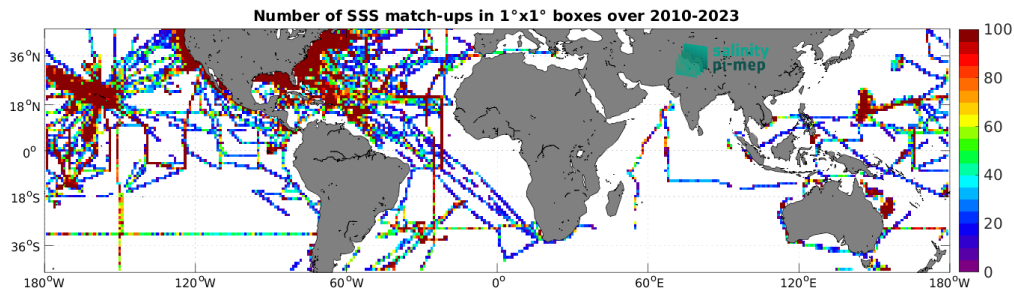 Number of SSS match-ups in 1°x1° boxes over 2010-2023
36°N
18°N
0°
18°S
36°S
180°W
120°W
60°W
0°
60°E
120°E
180°W
100
80
60
40
20
0
salinity
pi-mep